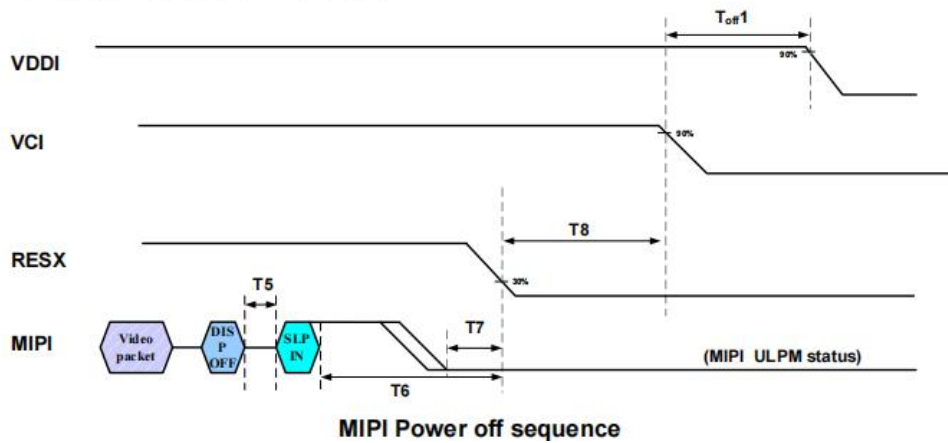 Toff1
VDDI
90%
VCI
90%
T8
RESX
30%
T5
MIPI
Video
packet
DIS
P
OFF
SLP
IN
T7
(MIPI ULPM status)
T6
MIPI Power off sequence